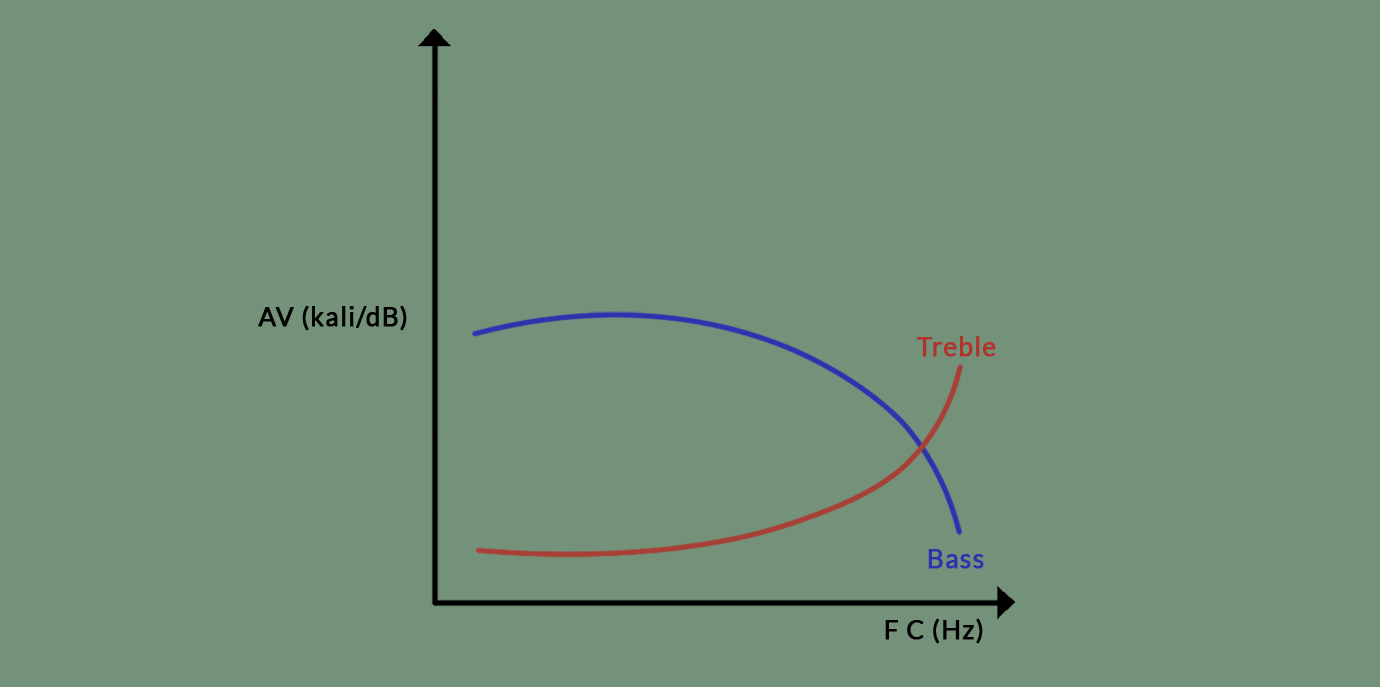 AV (kali/dB)
Treble
Bass
F C (Hz)